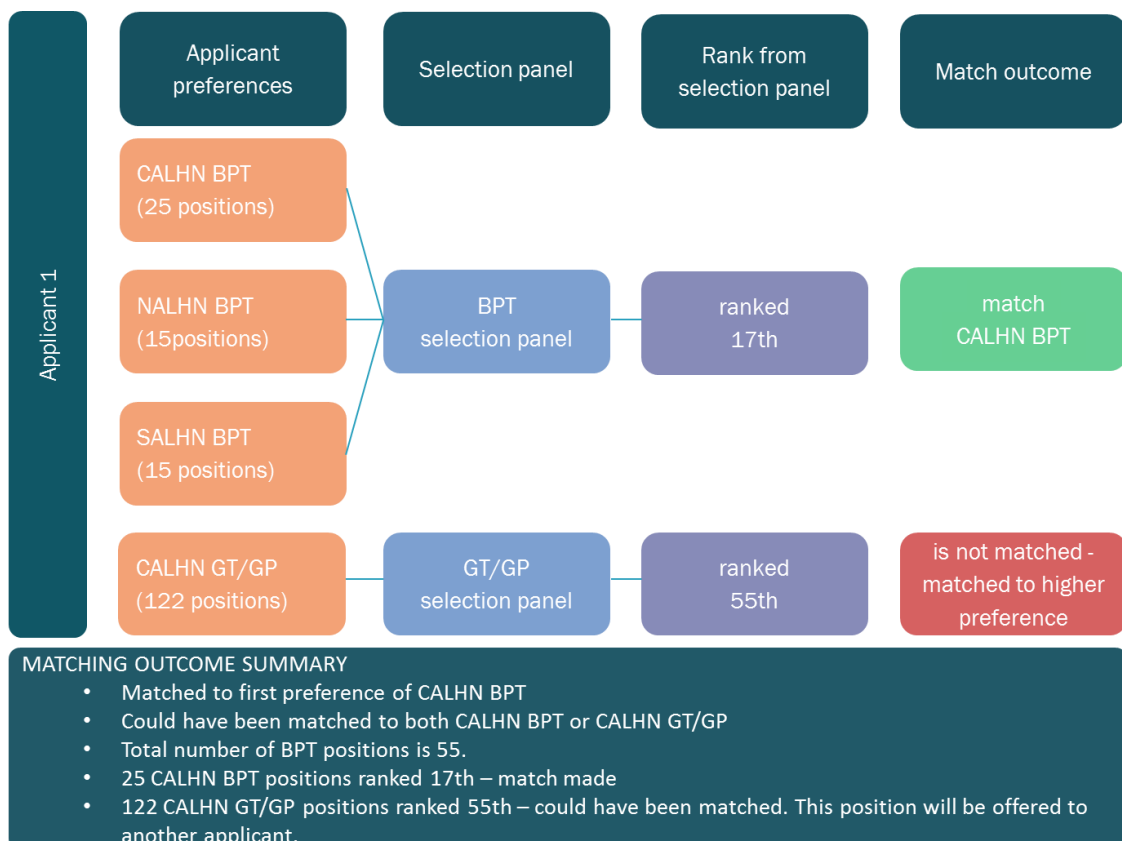 Applicant 1
Applicant
preferences
Selection panel
Rank from
selection panel
Match outcome
CALHN BPT
(25 positions)
NALHN BPT
(15positions)
SALHN BPT
(15 positions)
BPT
selection panel
ranked
17th
match
CALHN BPT
CALHN GT/GP
(122 positions)
GT/GP
selection panel
ranked
55th
is not matched -
matched to higher
preference
MATCHING OUTCOME SUMMARY
• Matched to first preference of CALHN BPT
• Could have been matched to both CALHN BPT or CALHN GT/GP
• Total number of BPT positions is 55.
• 25 CALHN BPT positions ranked 17th – match made
• 122 CALHN GT/GP positions ranked 55th – could have been matched. This position will be offered to
another applicant.